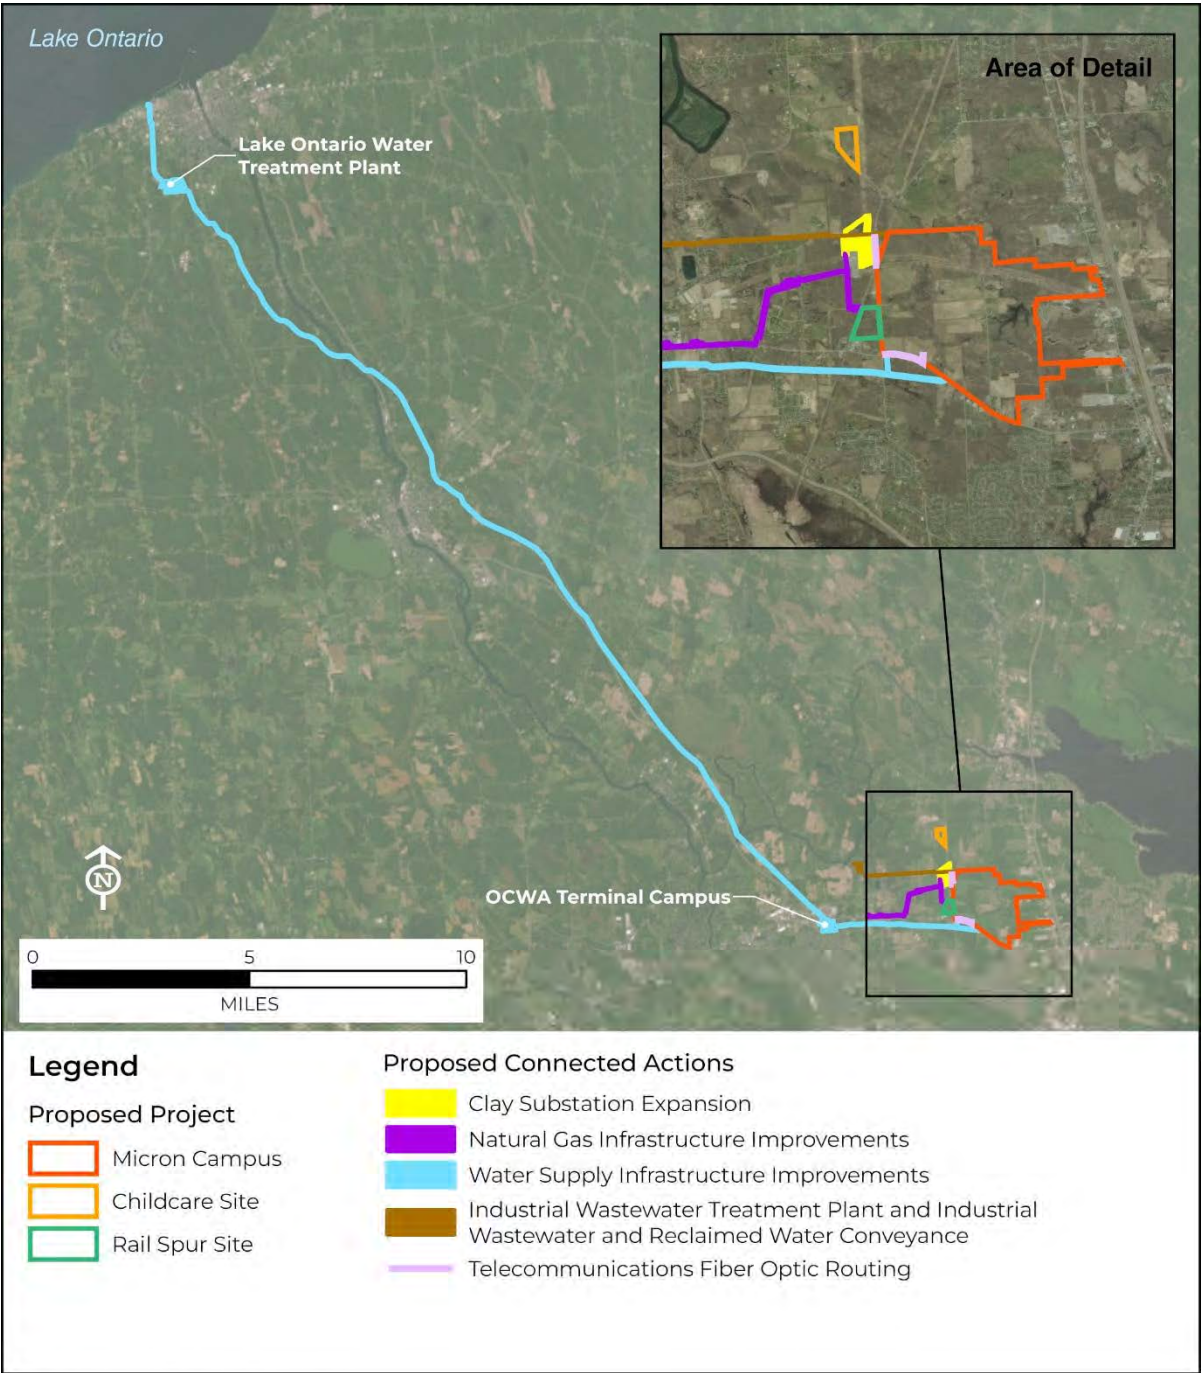 Lake Ontario
Area of Detail
Lake Ontario Water
Treatment Plant
OCWA Terminal Campus
N
0 5 10
MILES
Legend
Proposed Project
Micron Campus
Childcare Site
Rail Spur Site
Proposed Connected Actions
Clay Substation Expansion
Natural Gas Infrastructure Improvements
Water Supply Infrastructure Improvements
Industrial Wastewater Treatment Plant and Industrial
Wastewater and Reclaimed Water Conveyance
Telecommunications Fiber Optic Routing